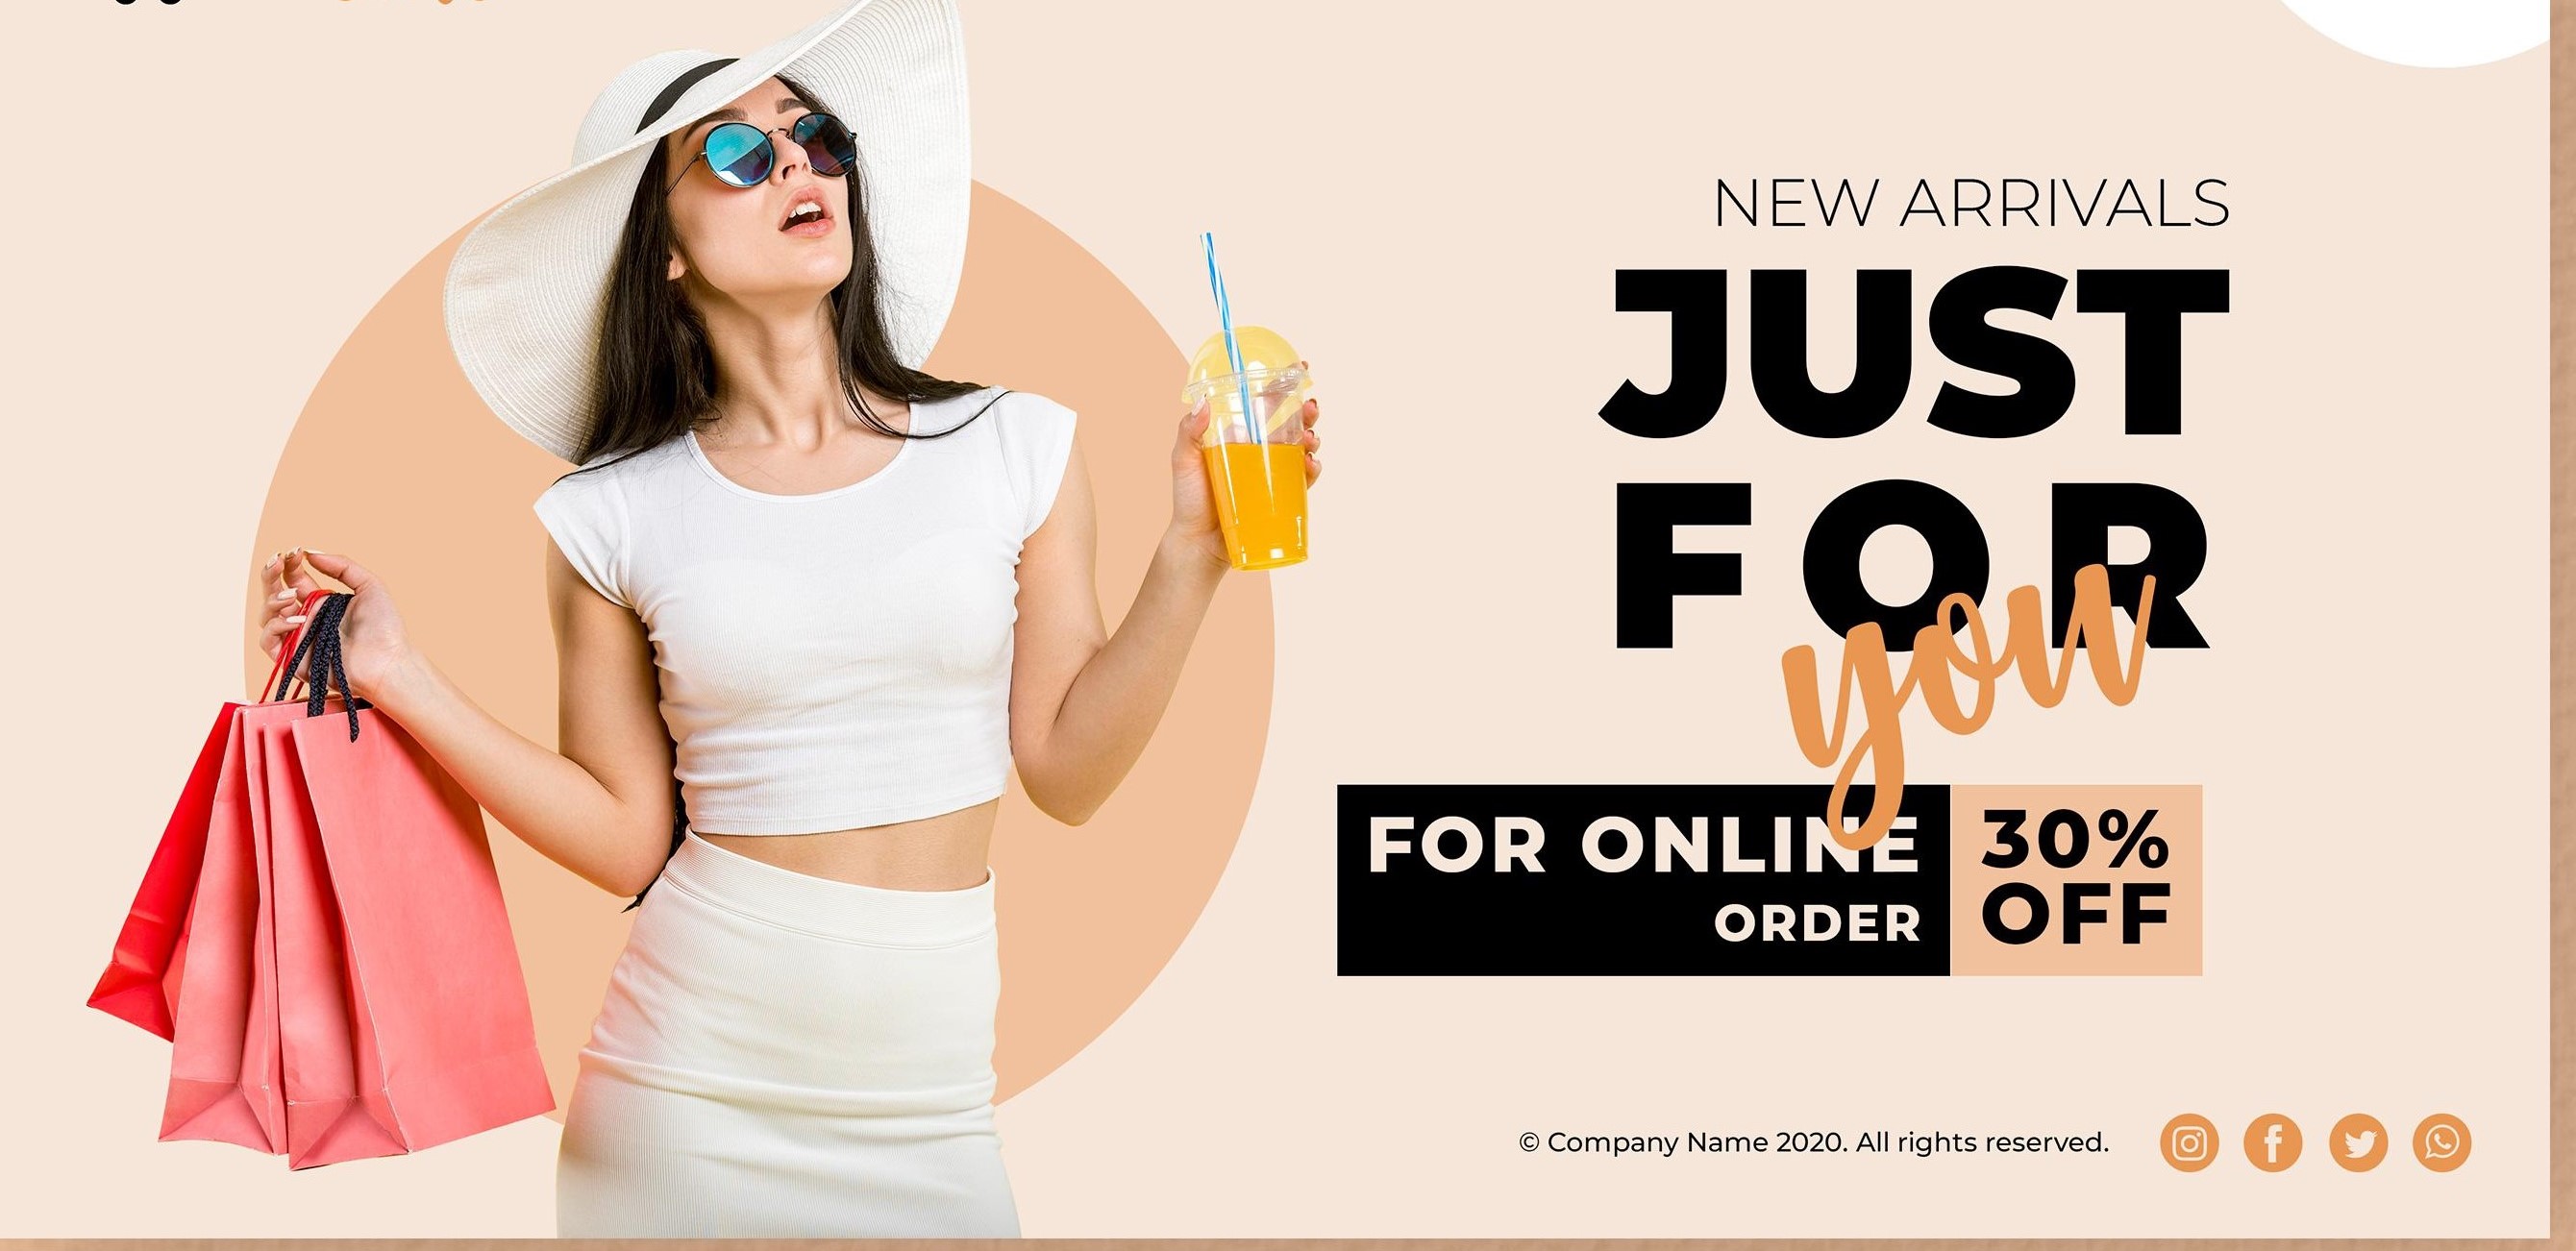 NEW ARRIVALS
JUST
FOR
you
FOR ONLINE
ORDER
30%
OFF
© Company Name 2020. All rights reserved.